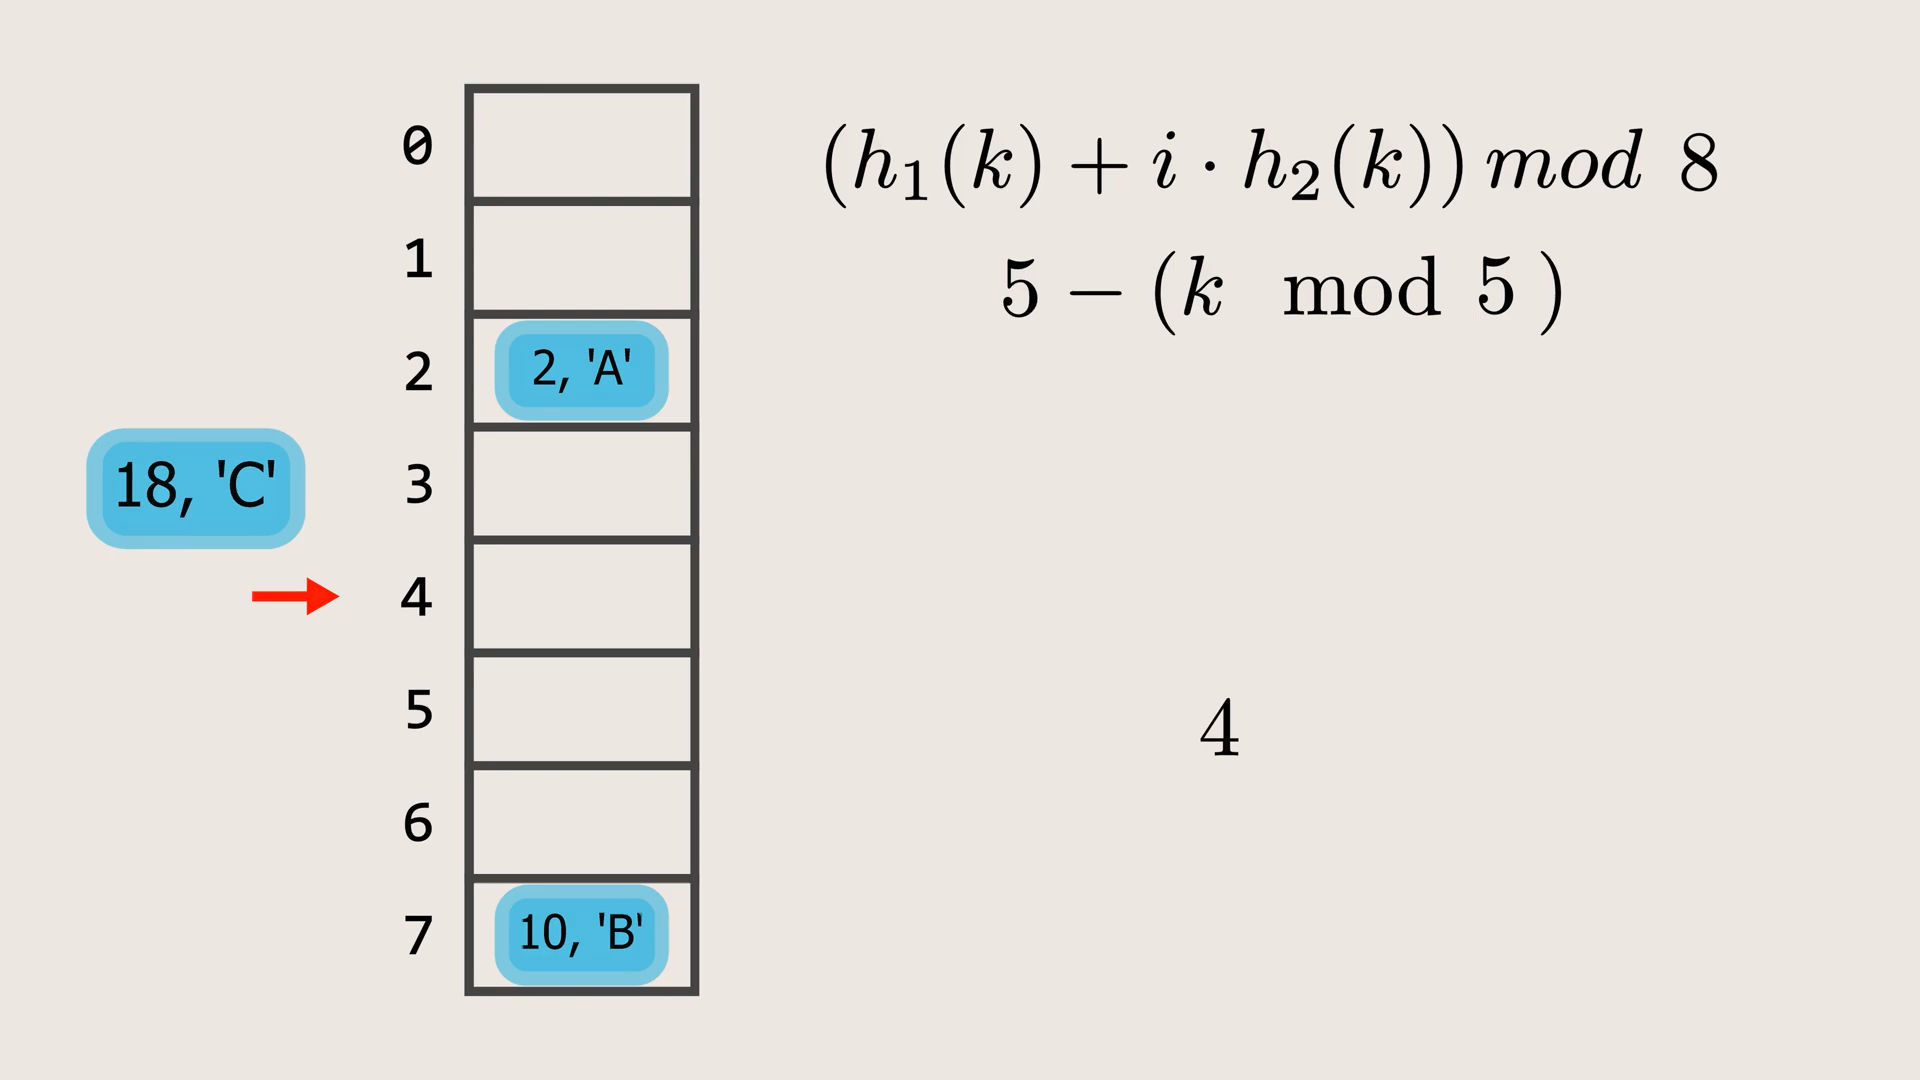 0
1
2
3
4
5
6
7
2, 'A'
10, 'B'
18, 'C'
(h₁(k) + i · h₂(k)) mod 8
5 − (k mod 5 )
4